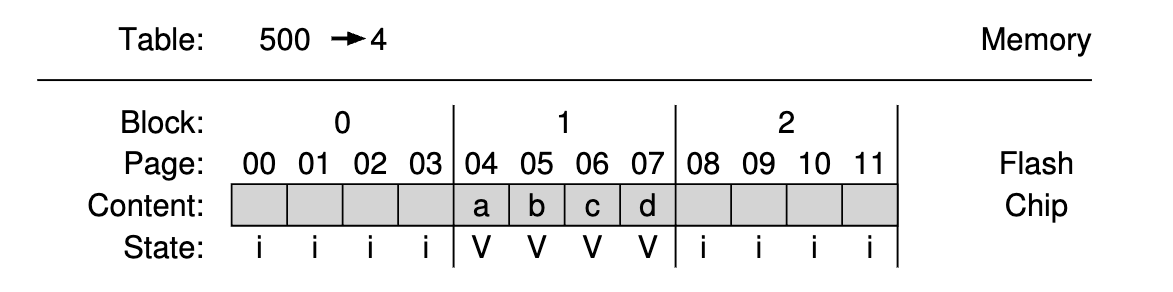 Table: 500 → 4 Memory
Block: 0 1 2
Page: 00 01 02 03 04 05 06 07 08 09 10 11 Flash
Content: a b c d Chip
State: i i i i V V V V i i i i